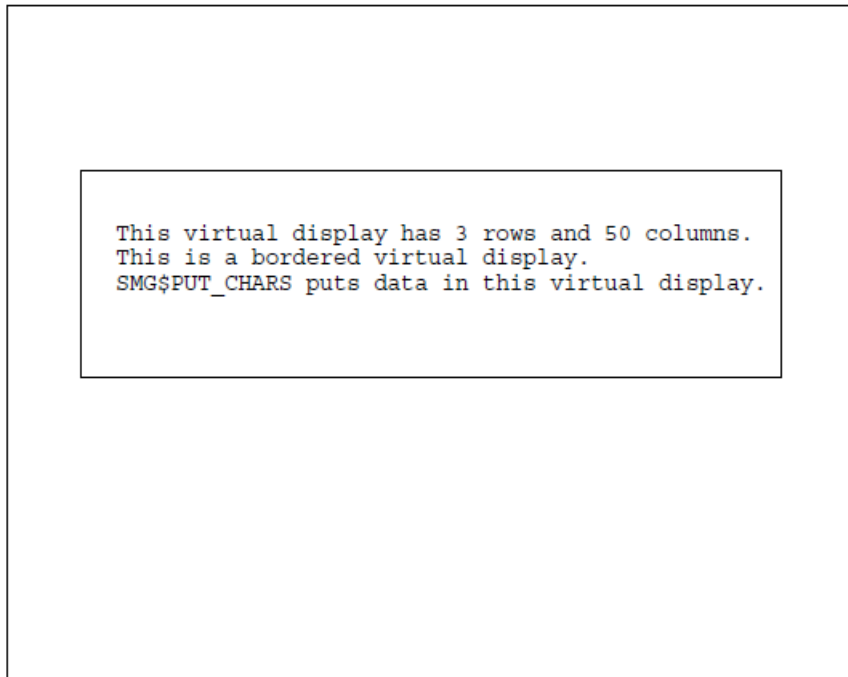 This virtual display has 3 rows and 50 columns.
This is a bordered virtual display.
SMG$PUT_CHARS puts data in this virtual display.